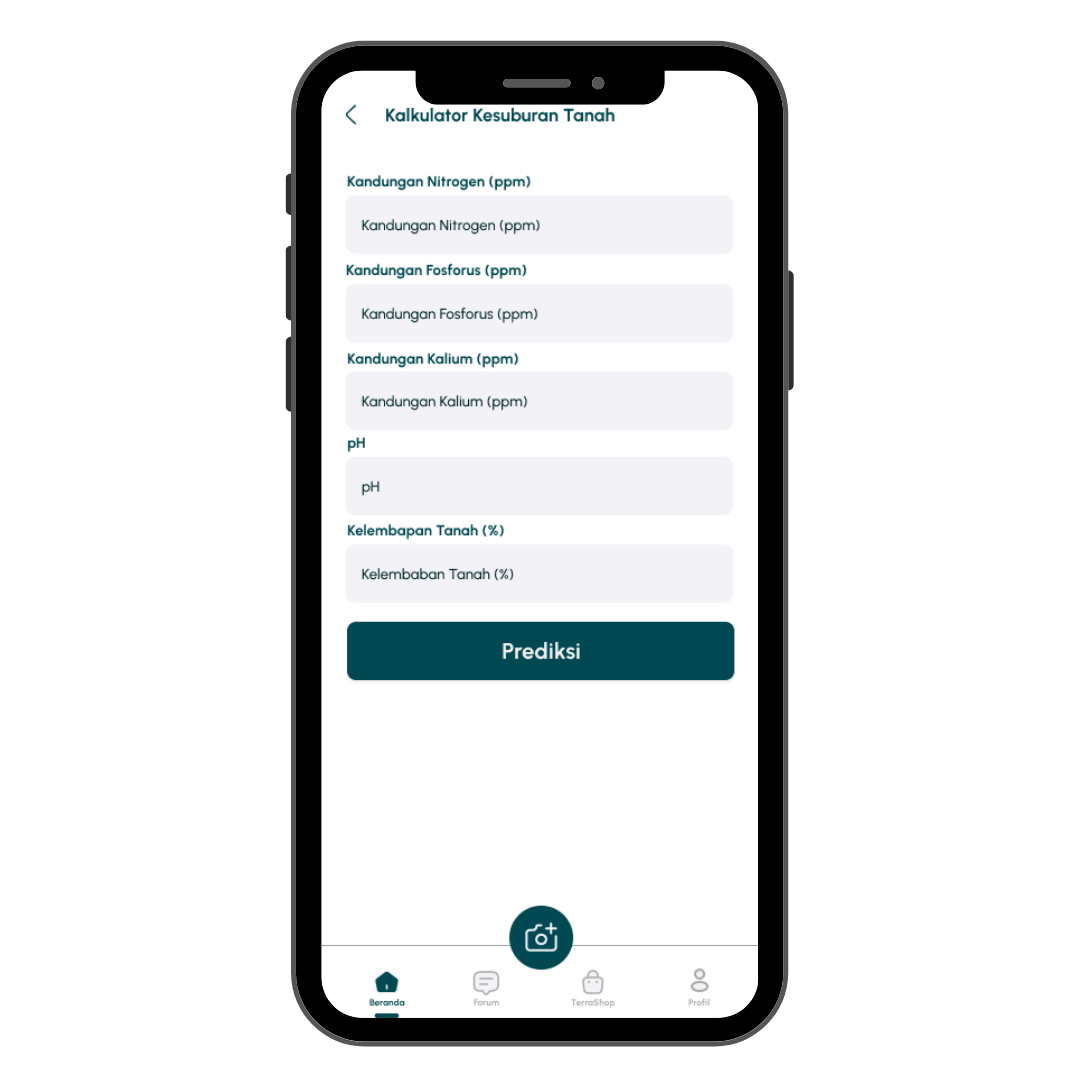 Kalkulator Kesuburan Tanah
Kandungan Nitrogen (ppm)
Kandungan Nitrogen (ppm)
Kandungan Fosforus (ppm)
Kandungan Fosforus (ppm)
Kandungan Kalium (ppm)
Kandungan Kalium (ppm)
pH
pH
Kelembapan Tanah (%)
Kelembaban Tanah (%)
Prediksi
Beranda
Forum
TerraShop
Profil